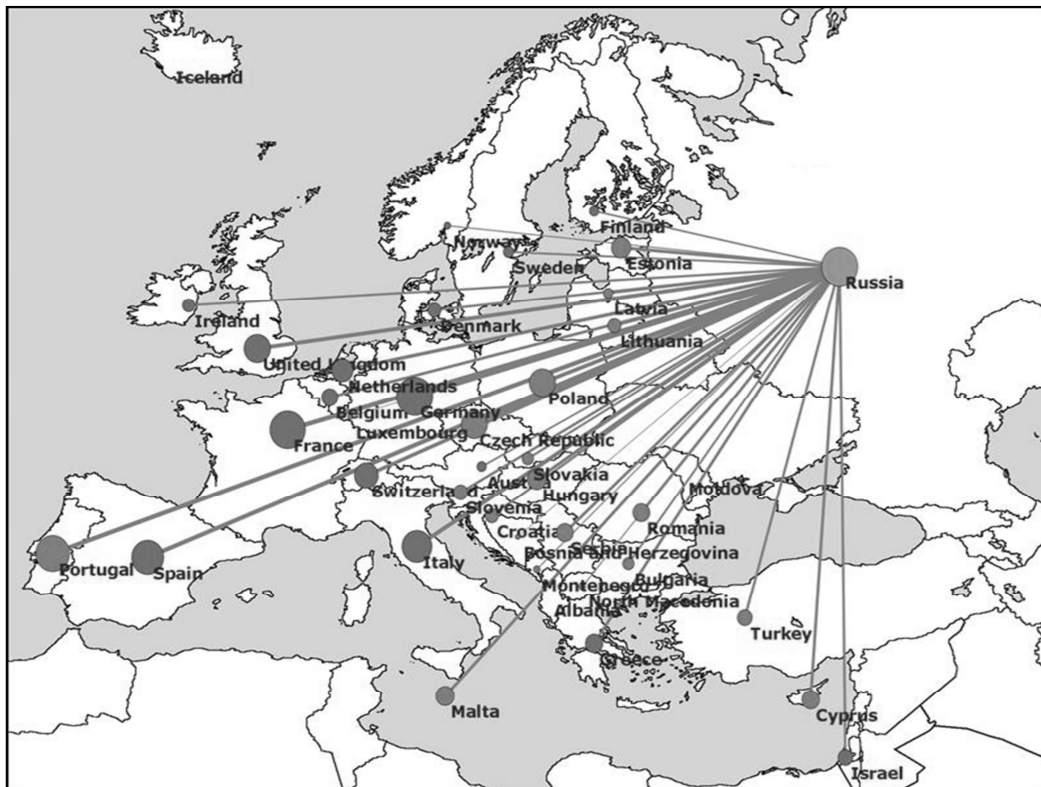 Iceland
Finland
Norway
Sweden
Estonia
Russia
Ireland
Latvia
Denmark
Lithuania
United Kingdom
Netherlands
Poland
Belgium
Germany
Luxembourg
France
Czech Republic
Slovakia
Austria
Switzerland
Hungary
Moldova
Slovenia
Romania
Croatia
Serbia
Bosnia and Herzegovina
Portugal
Spain
Italy
Bulgaria
Montenegro
North Macedonia
Albania
Turkey
Greece
Malta
Cyprus
Israel